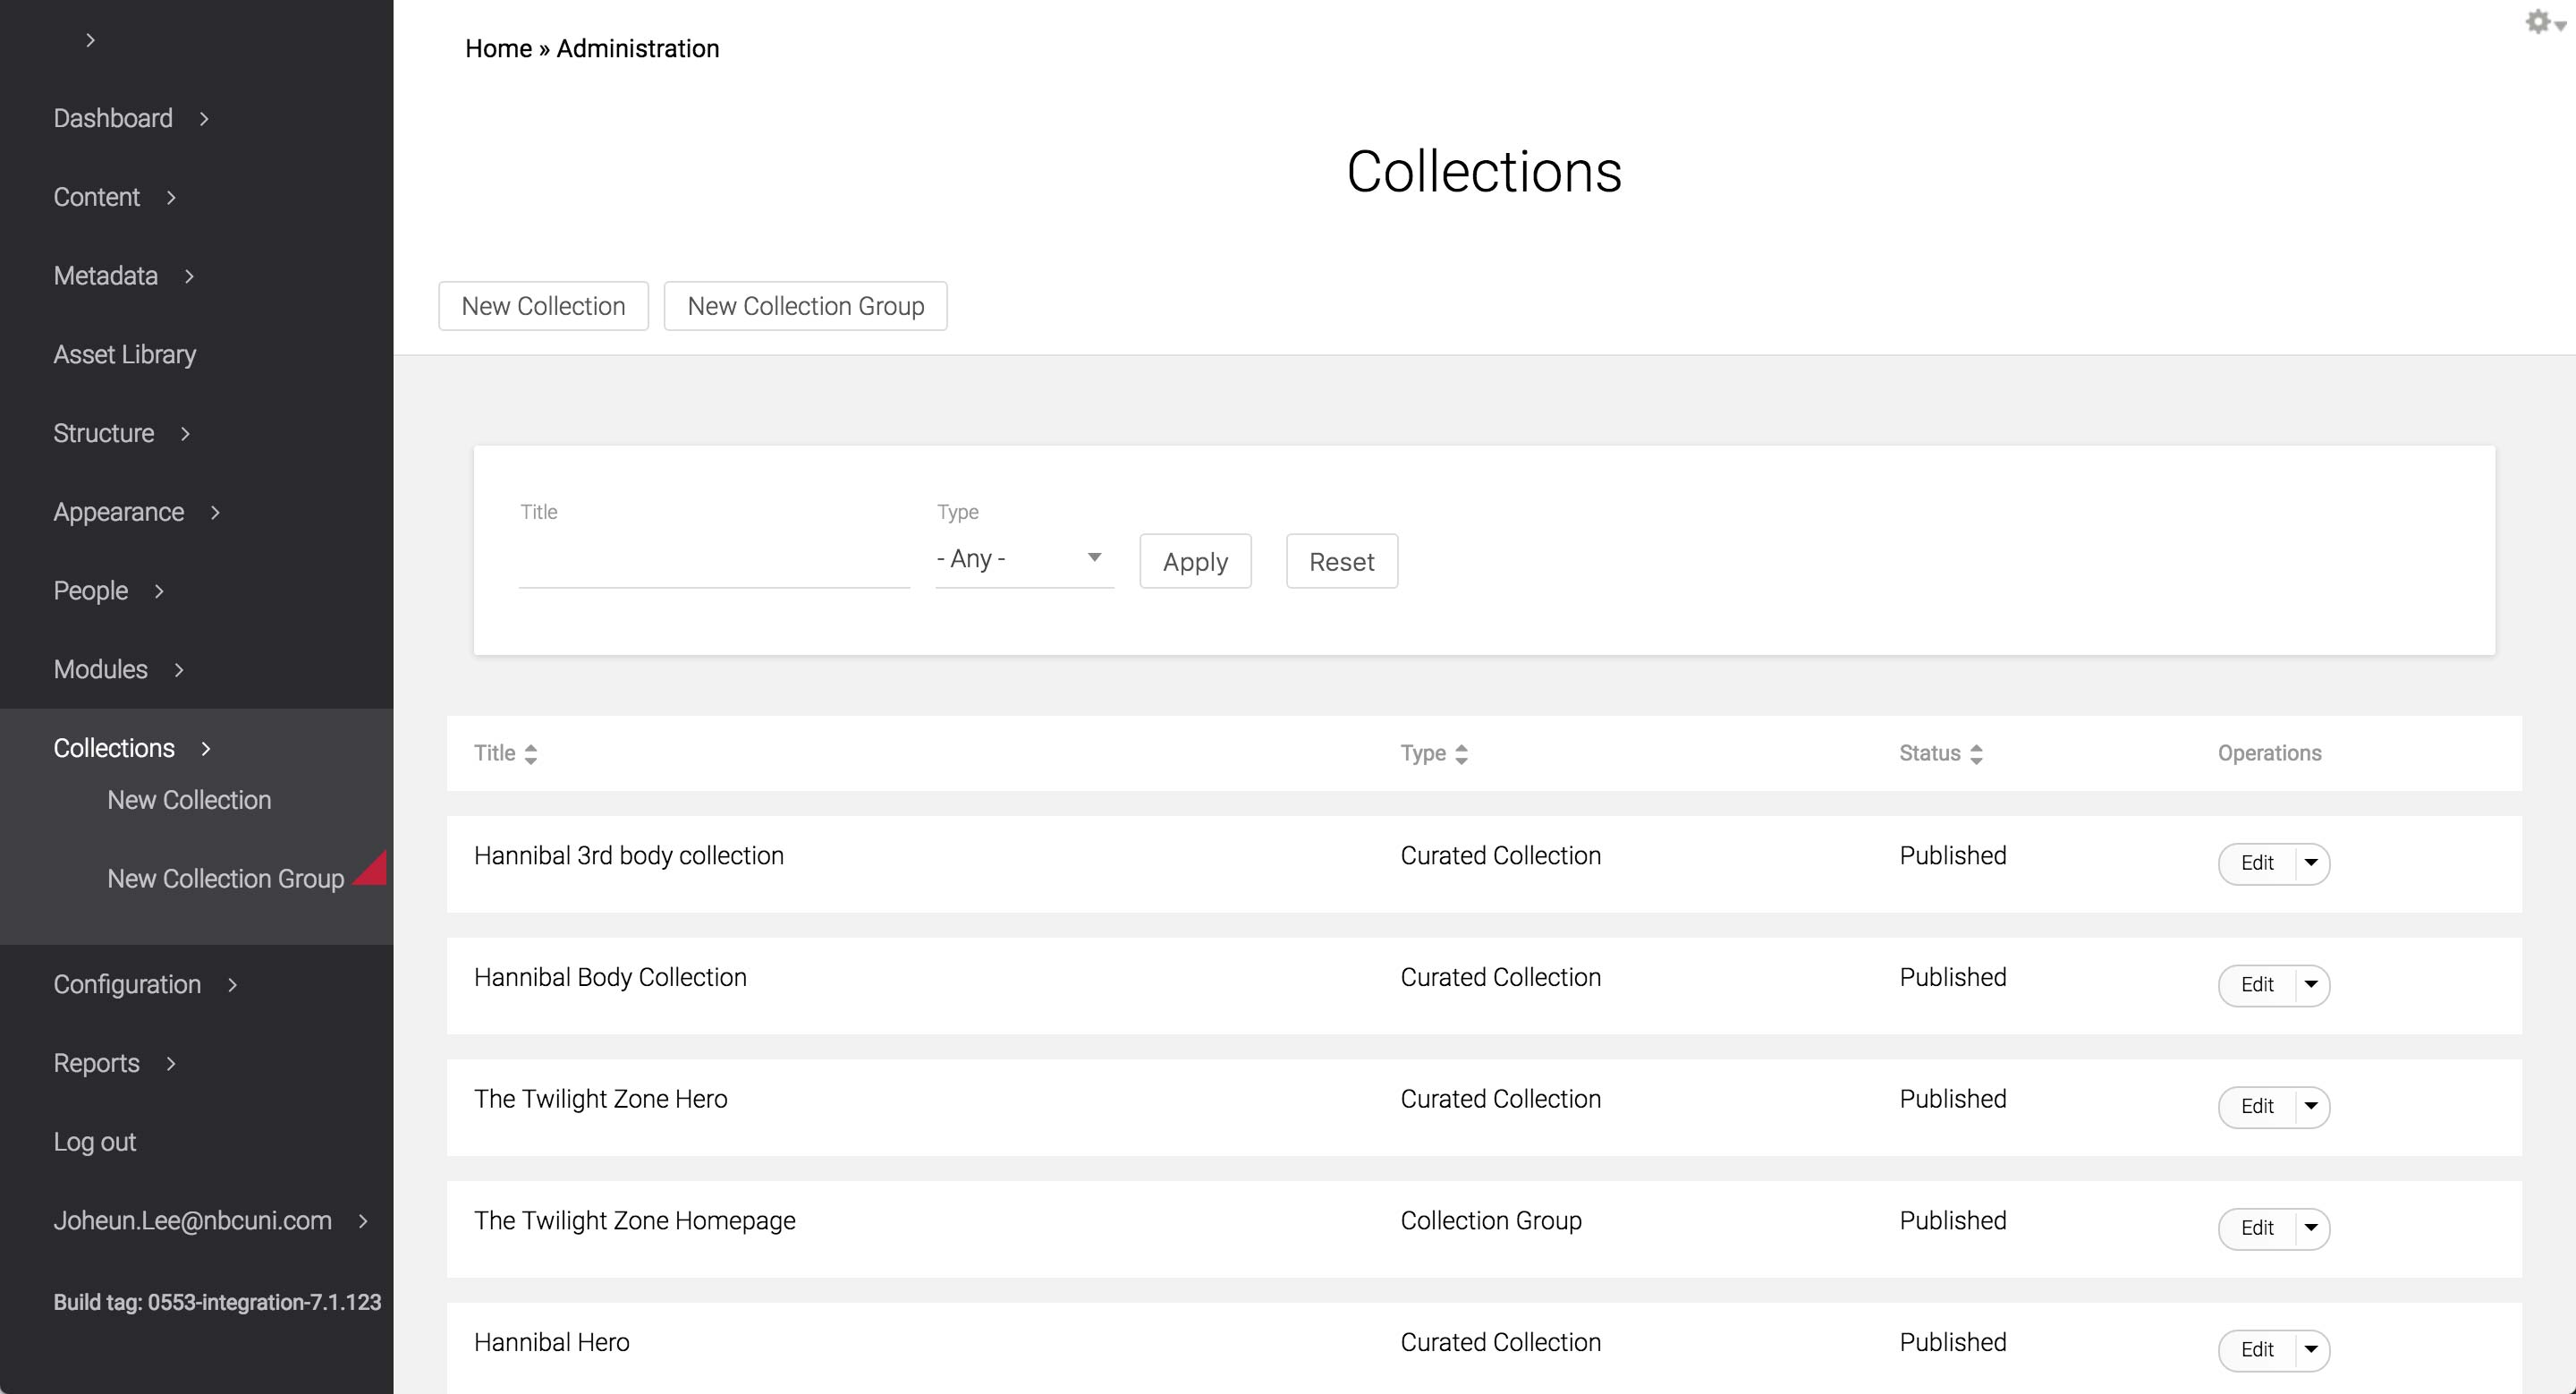 Dashboard
Content
Metadata
Asset Library
Structure
Appearance
People
Modules
Collections
New Collection
New Collection Group
Configuration
Reports
Log out
Joheun.Lee@nbcuni.com
Build tag: 0553-integration-7.1.123
Home » Administration
Collections
New Collection New Collection Group
Title Type
- Any - Apply Reset
Title Type Status Operations
Hannibal 3rd body collection Curated Collection Published Edit
Hannibal Body Collection Curated Collection Published Edit
The Twilight Zone Hero Curated Collection Published Edit
The Twilight Zone Homepage Collection Group Published Edit
Hannibal Hero Curated Collection Published Edit